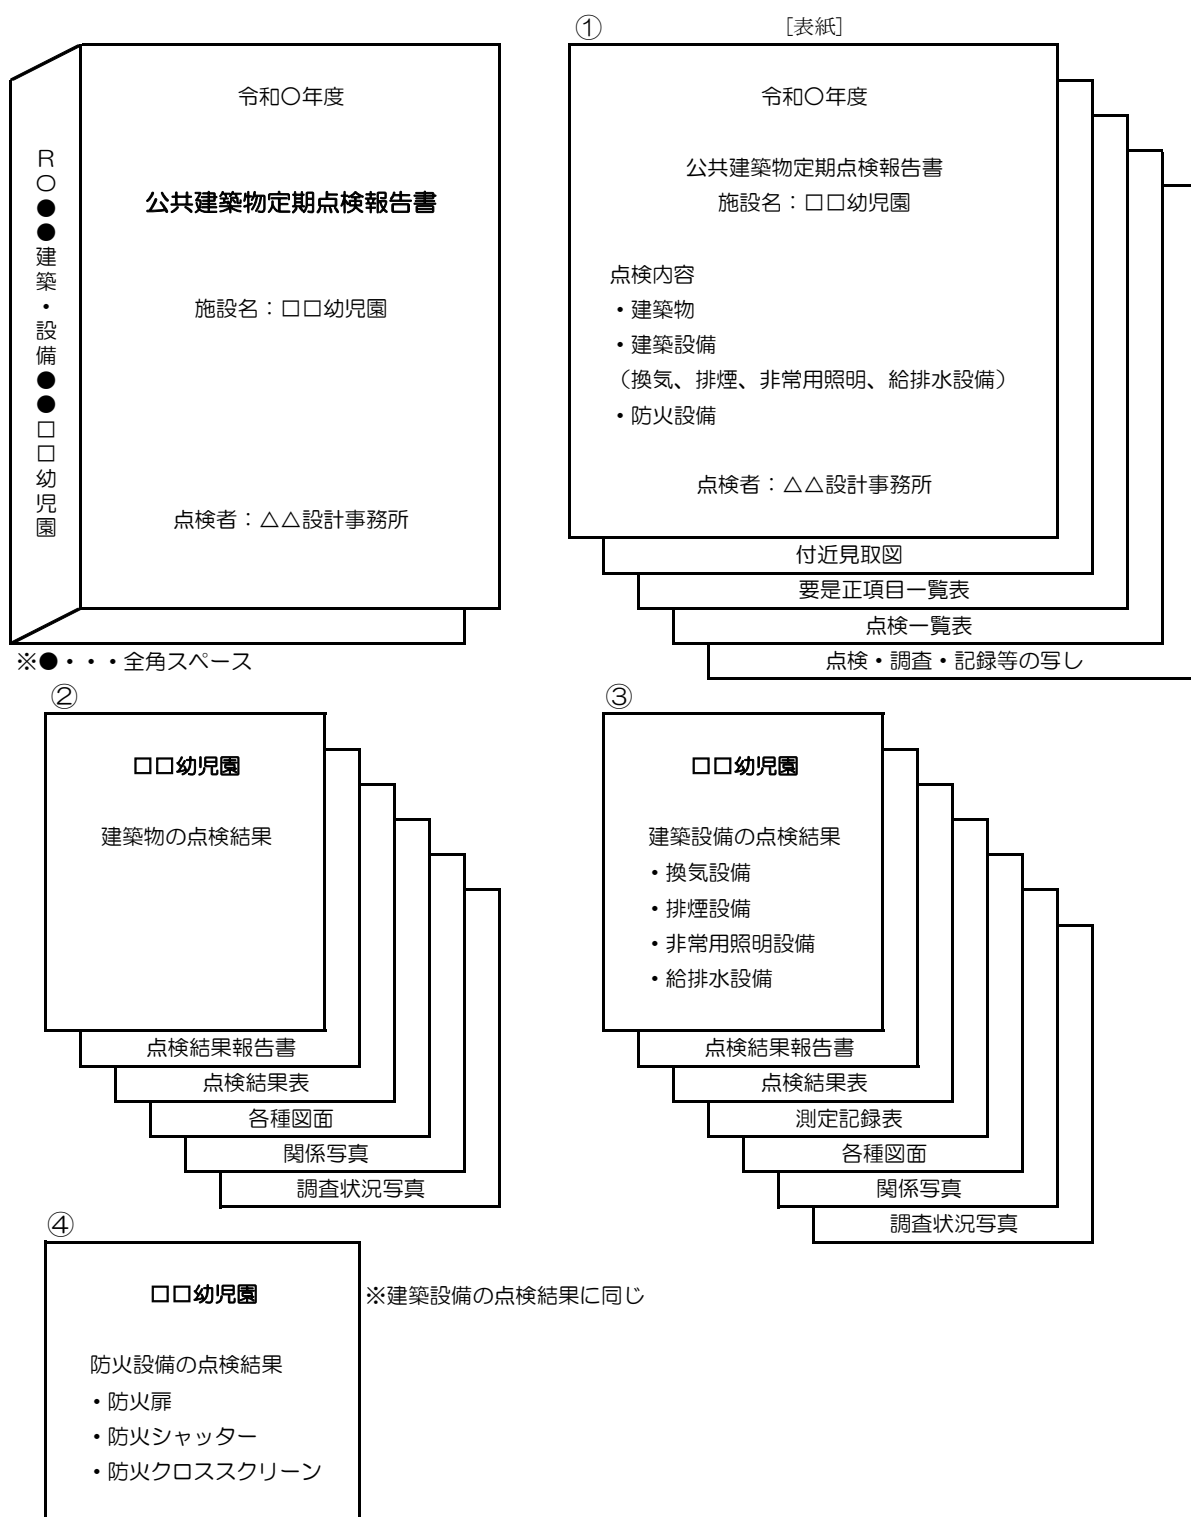 令和〇年度
公共建築物定期点検報告書
施設名：□□幼児園
点検者：△△設計事務所
R〇●●建築・設備●●□□幼児園
※●・・・全角スペース
①
[表紙]
令和〇年度
公共建築物定期点検報告書
施設名：□□幼児園
点検内容
・建築物
・建築設備
（換気、排煙、非常用照明、給排水設備）
・防火設備
点検者：△△設計事務所
付近見取図
要是正項目一覧表
点検一覧表
点検・調査・記録等の写し
②
□□幼児園
建築物の点検結果
点検結果報告書
点検結果表
各種図面
関係写真
調査状況写真
③
□□幼児園
建築設備の点検結果
・換気設備
・排煙設備
・非常用照明設備
・給排水設備
点検結果報告書
点検結果表
測定記録表
各種図面
関係写真
調査状況写真
④
□□幼児園
防火設備の点検結果
・防火扉
・防火シャッター
・防火クロススクリーン
※建築設備の点検結果に同じ